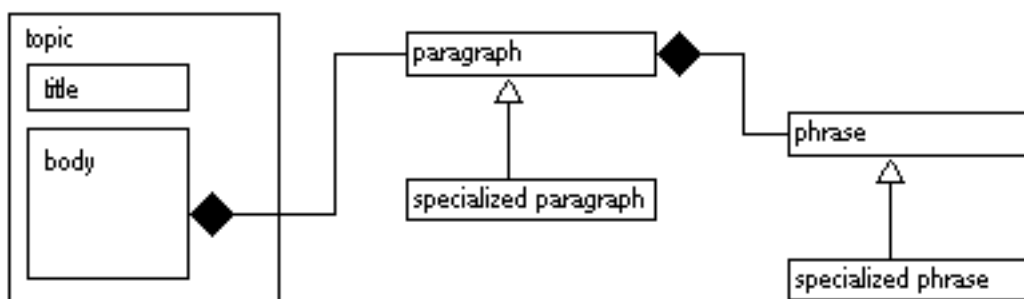 topic
title
body
paragraph
specialized paragraph
phrase
specialized phrase